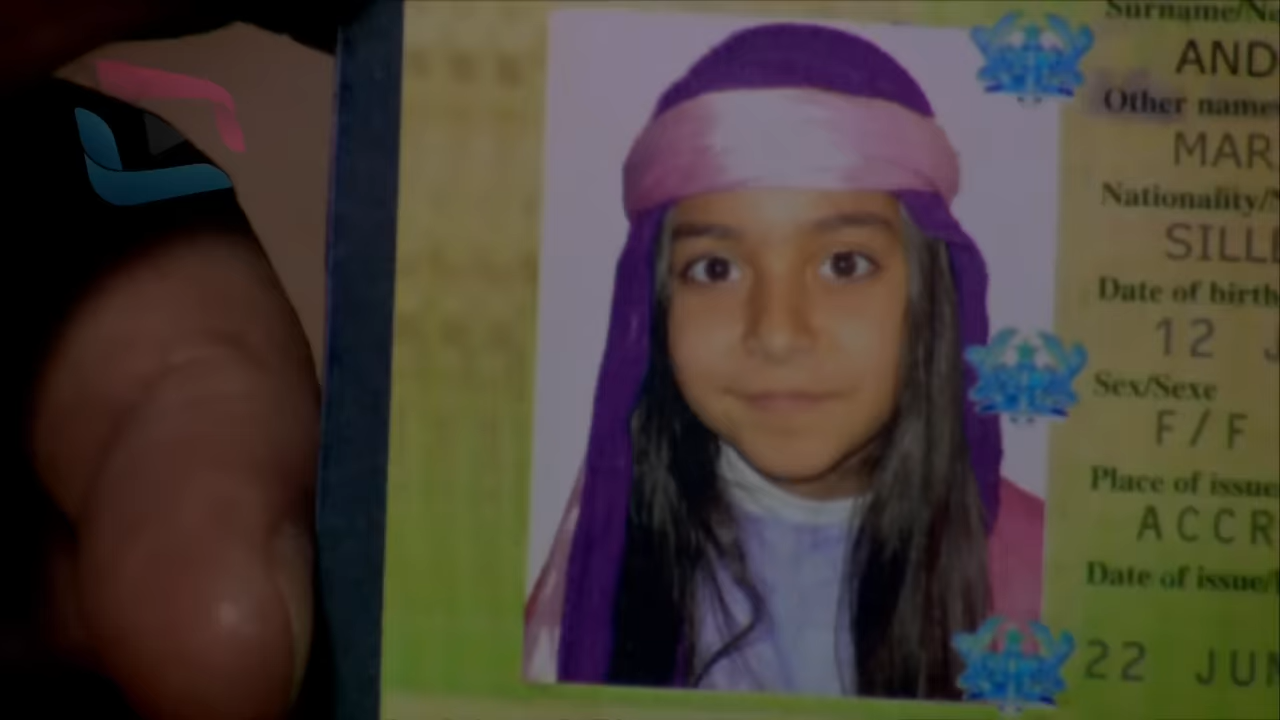 Surname/No
AND
Other name
MAR
Nationality/
SILL
Date of birth
12 J
Sex/Sexe
F/F
Place of issue
ACCR
Date of issue/
22 JUN